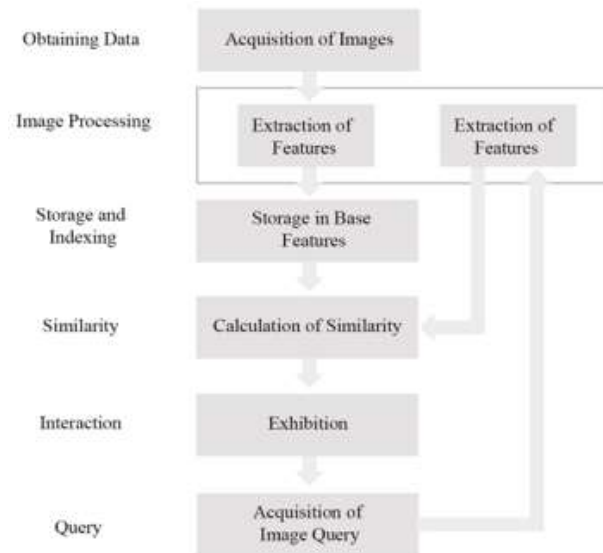 Obtaining Data
Acquisition of Images
Image Processing
Extraction of
Features
Extraction of
Features
Storage and
Indexing
Storage in Base
Features
Similarity
Calculation of Similarity
Interaction
Exhibition
Query
Acquisition of
Image Query